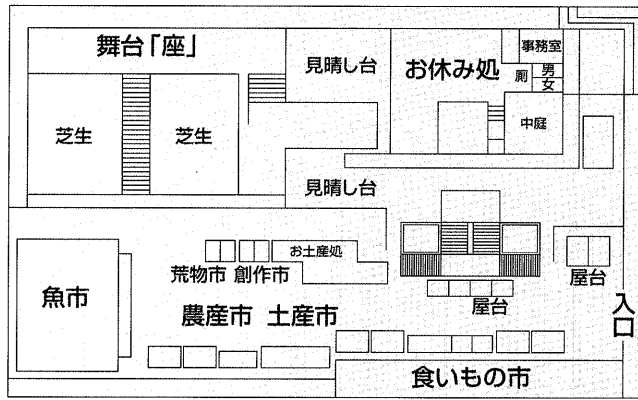 舞台「座」
見晴し台
お休み処
事務室
厠
男
女
中庭
芝生
芝生
見晴し台
お土産処
荒物市 創作市
魚市
農産市 土産市
屋台
屋台
入口
食いもの市